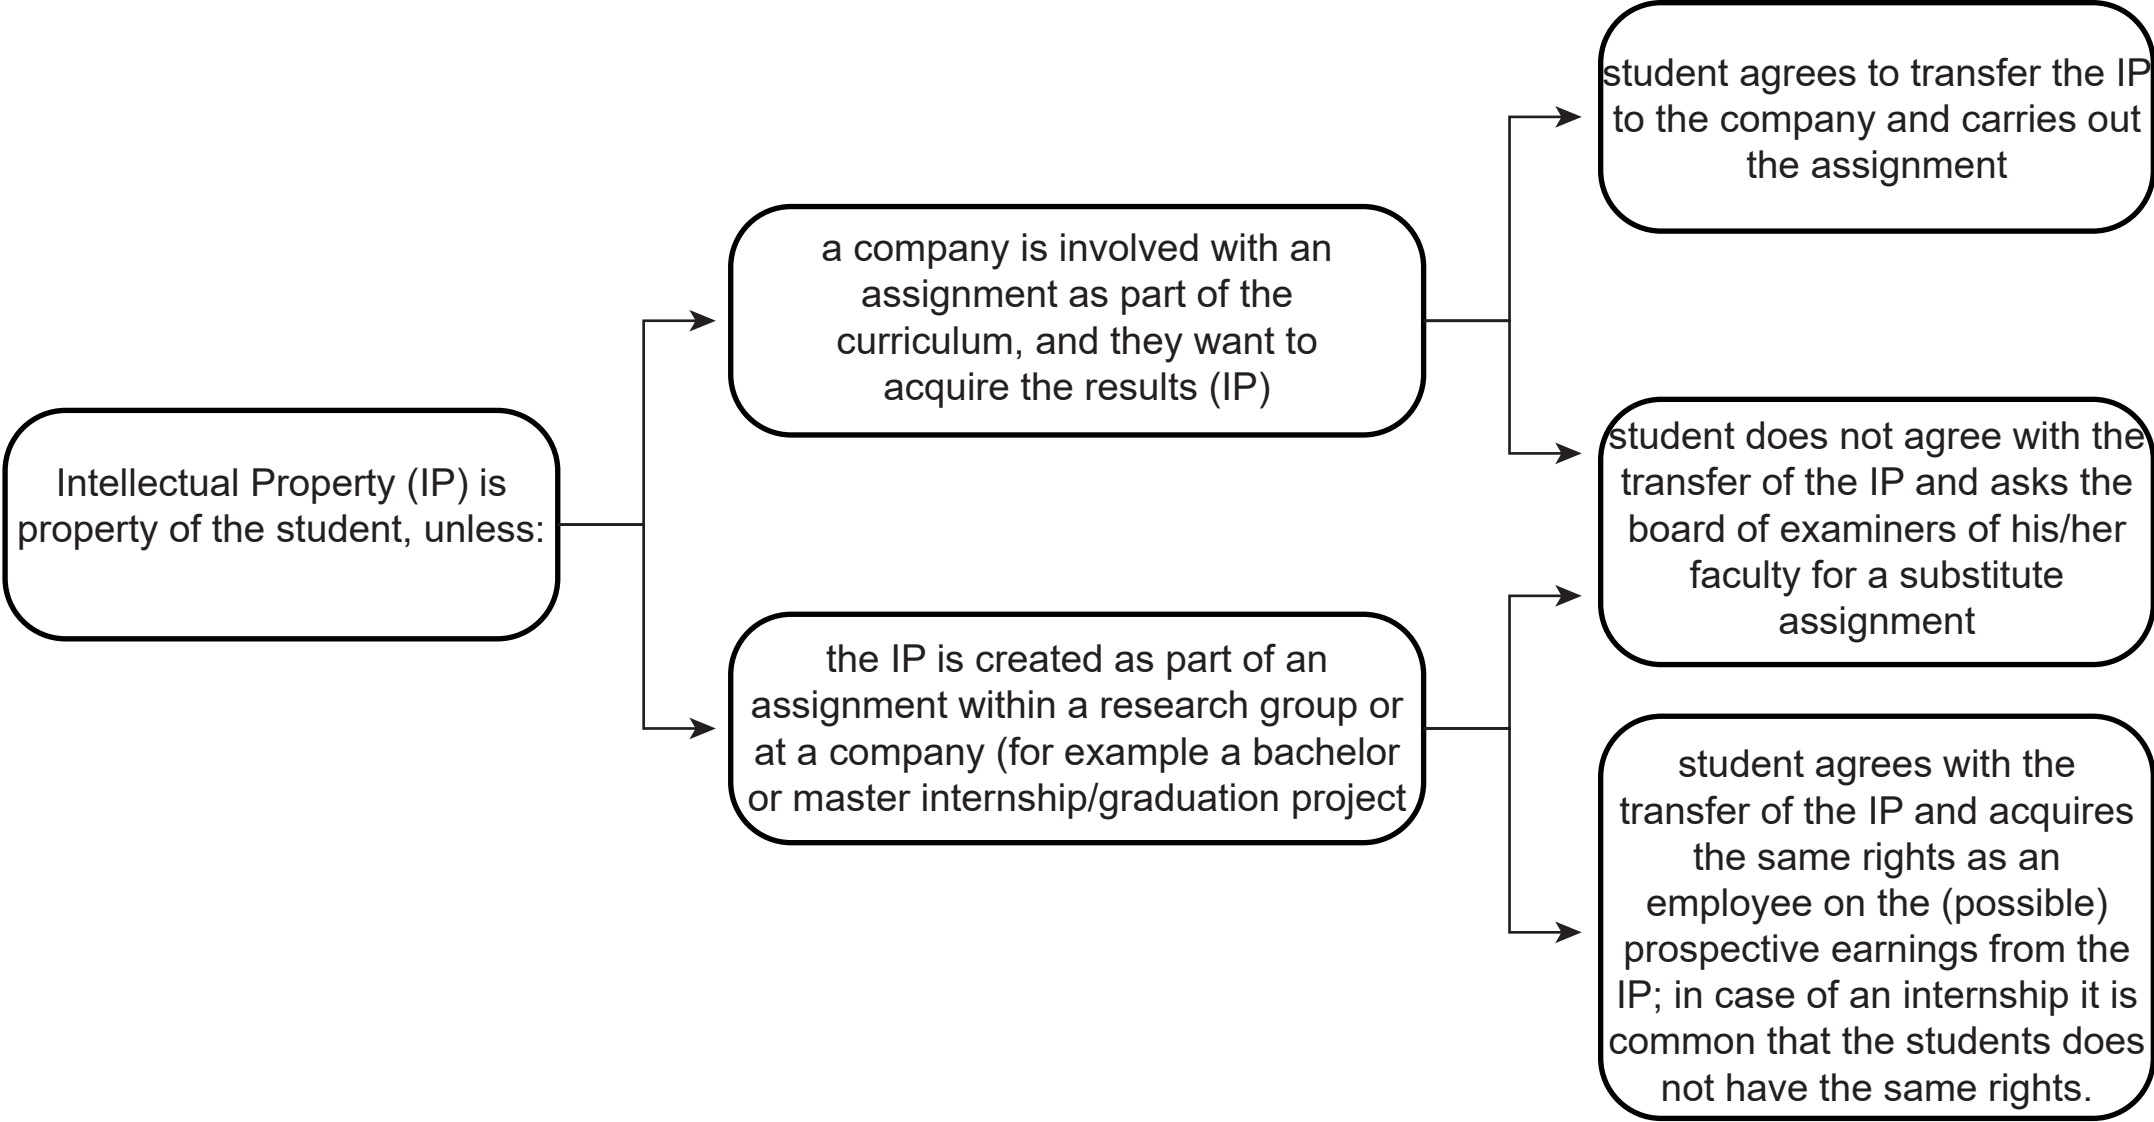 Intellectual Property (IP) is
property of the student, unless:
a company is involved with an
assignment as part of the
curriculum, and they want to
acquire the results (IP)
the IP is created as part of an
assignment within a research group or
at a company (for example a bachelor
or master internship/graduation project
student agrees to transfer the IP
to the company and carries out
the assignment
student does not agree with the
transfer of the IP and asks the
board of examiners of his/her
faculty for a substitute
assignment
student agrees with the
transfer of the IP and acquires
the same rights as an
employee on the (possible)
prospective earnings from the
IP; in case of an internship it is
common that the students does
not have the same rights.